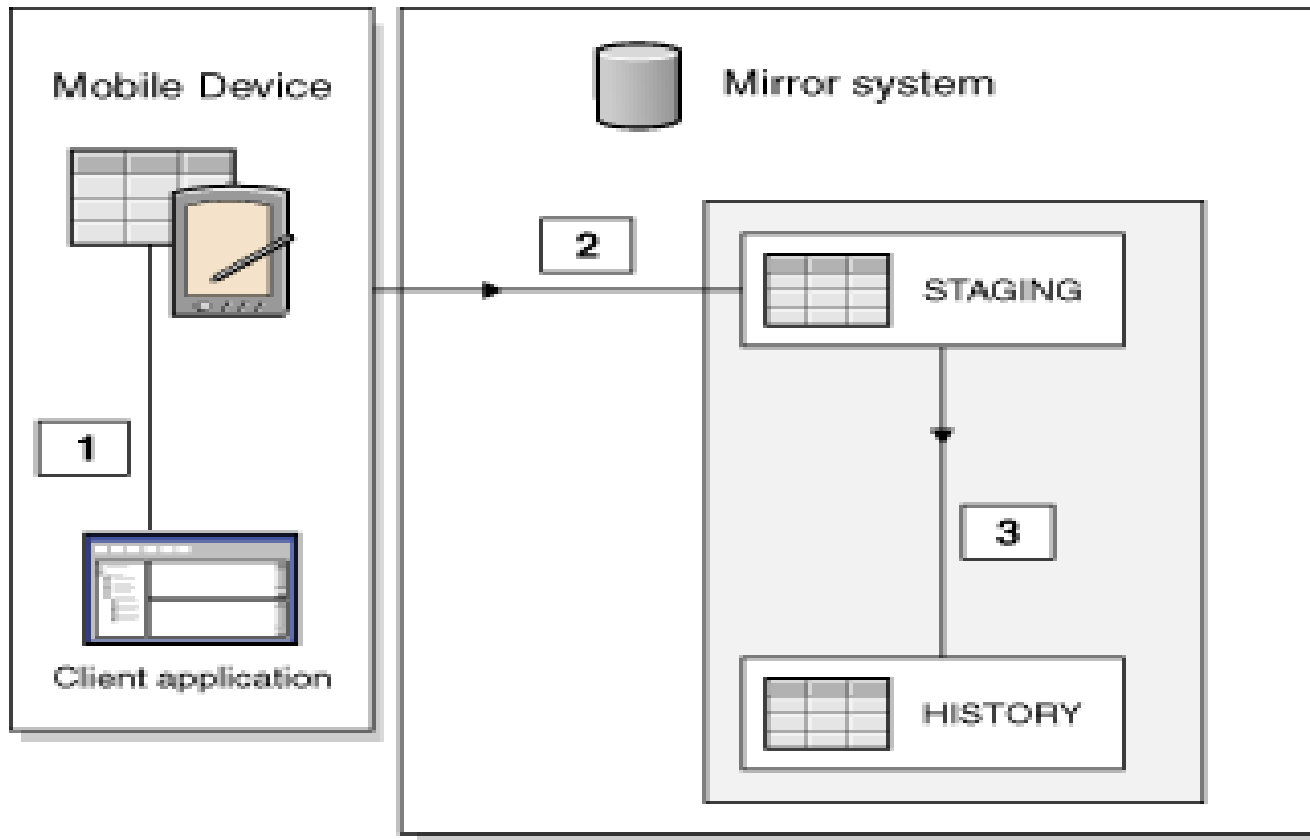 Mobile Device
Mirror system
2
STAGING
1
3
Client application
HISTORY